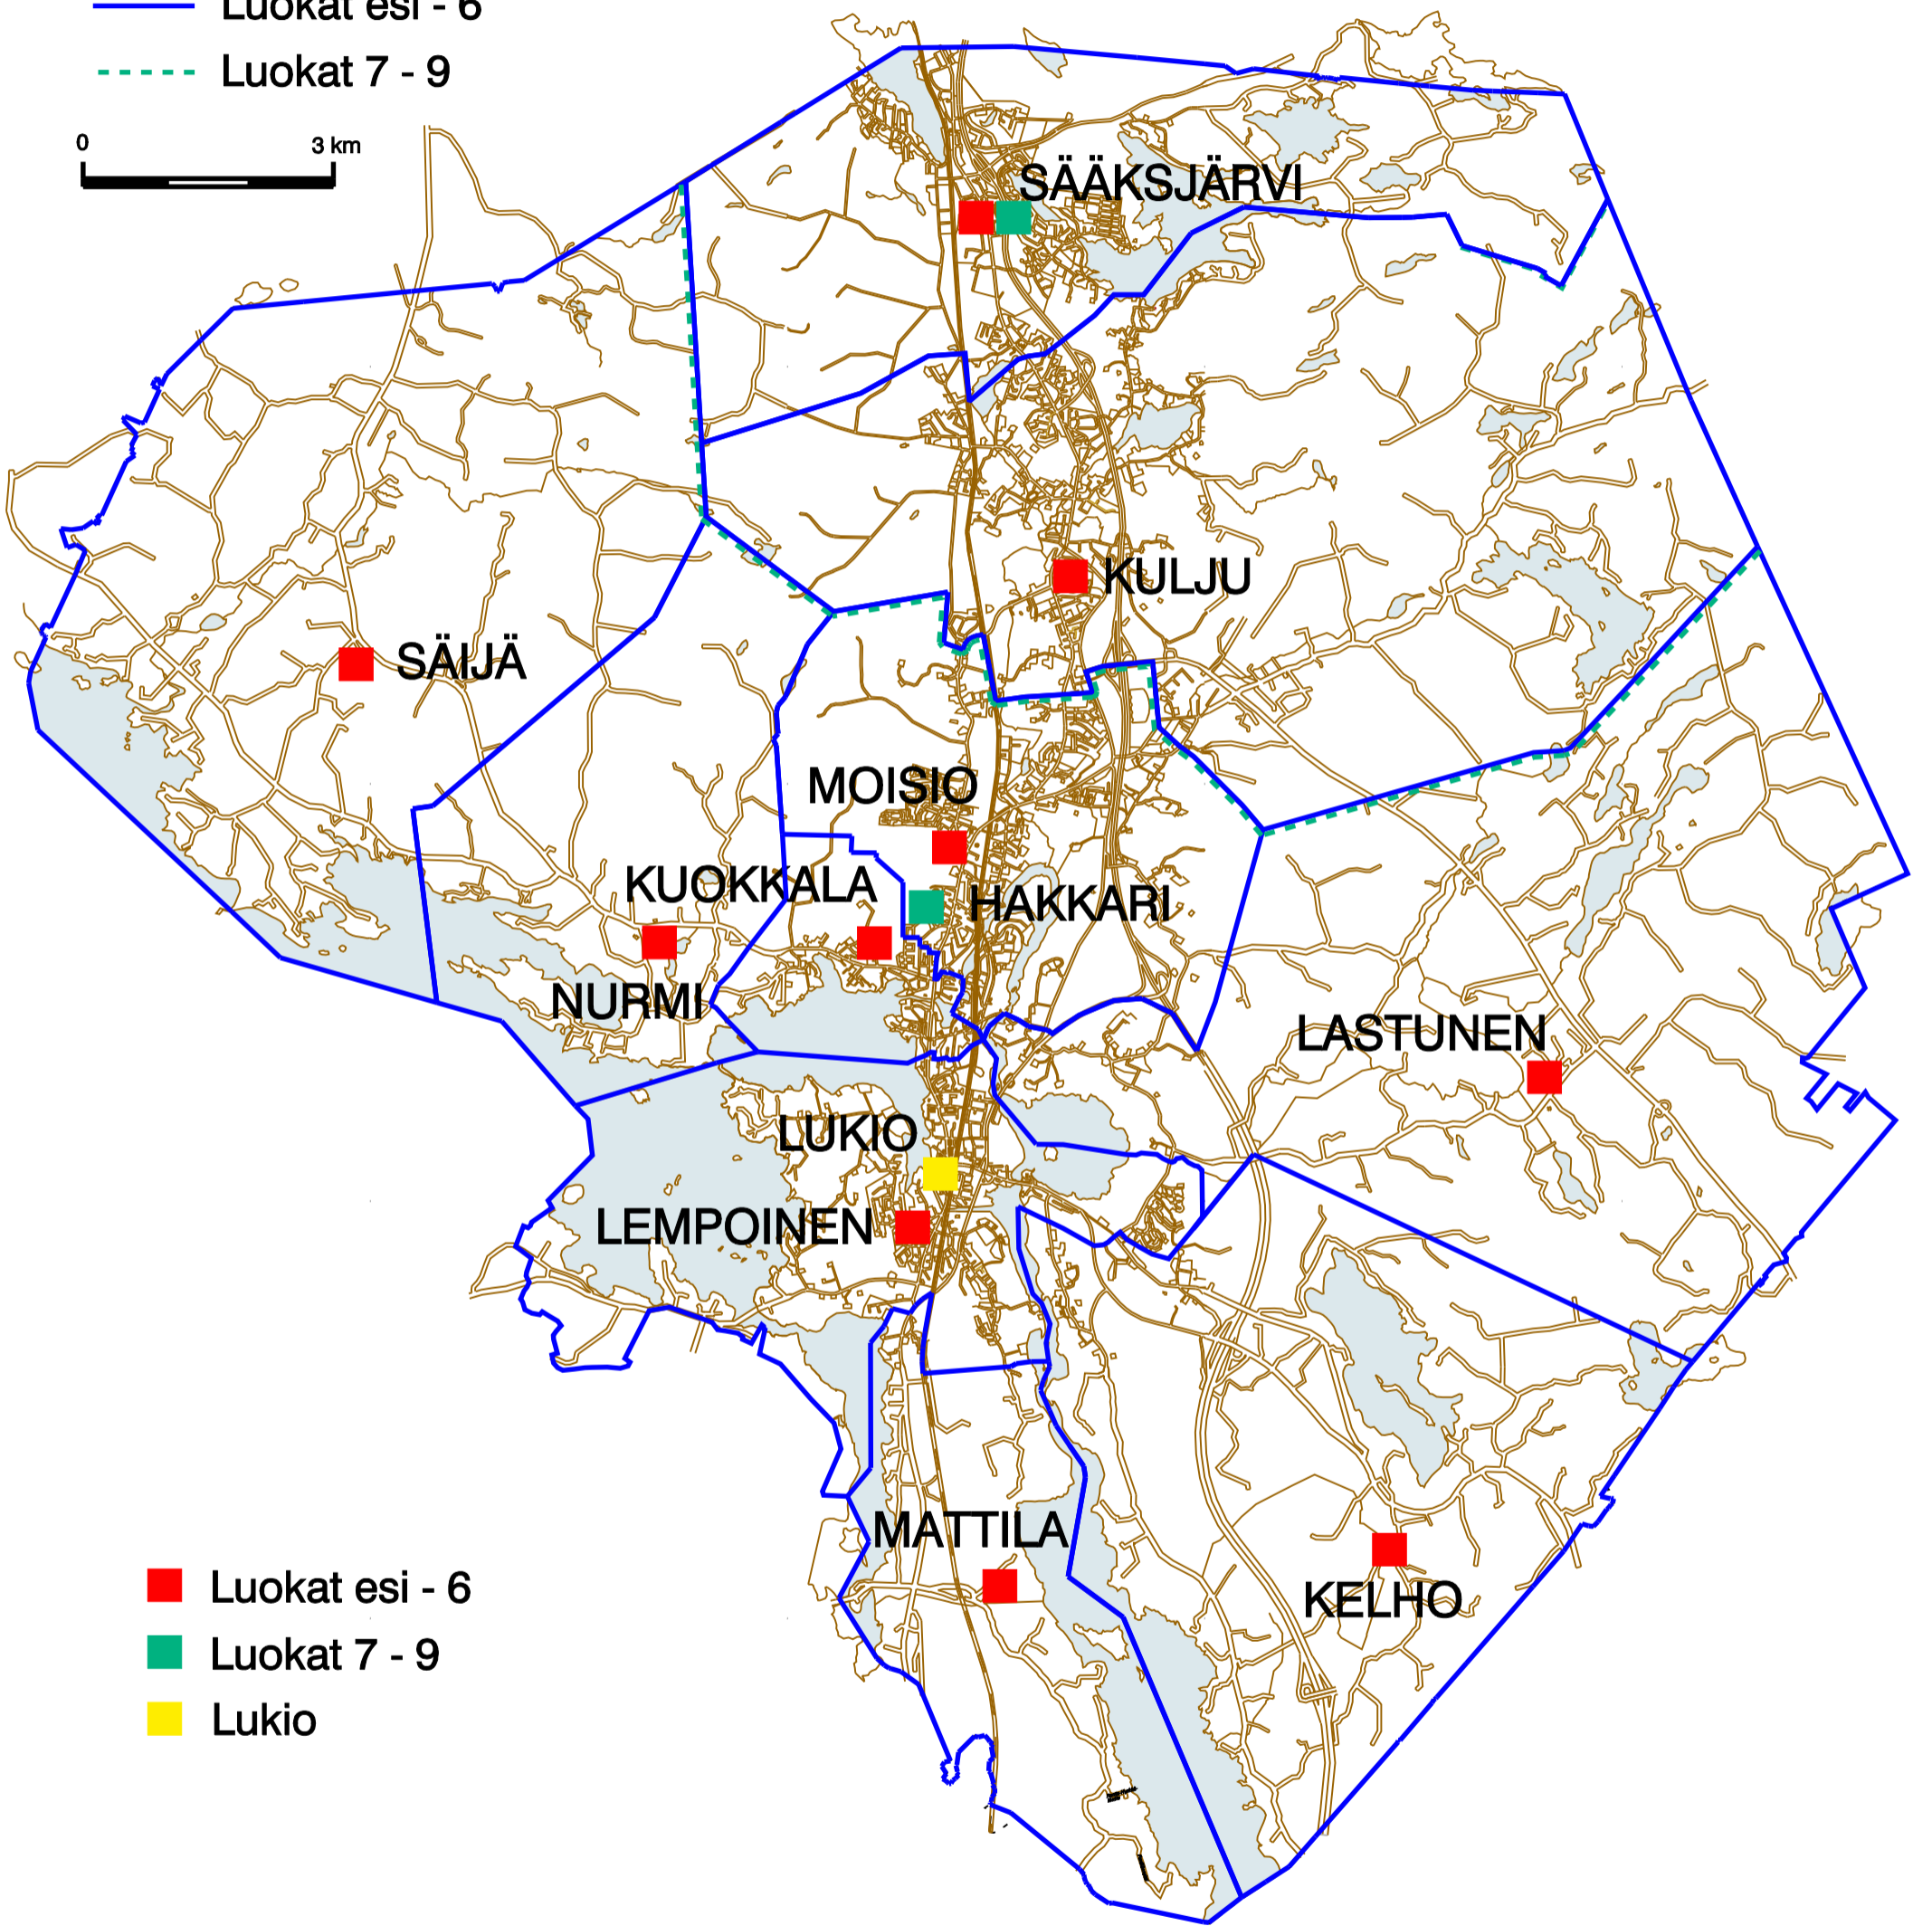 Luokat esi - 6
Luokat 7 - 9
0 3 km
SÄÄKSJÄRVI
KULJU
SÄIJÄ
MOISIO
KUOKKALA
HAKKARI
NURMI
LASTUNEN
LUKIO
LEMPOINEN
MATTILA
KELHO
Luokat esi - 6
Luokat 7 - 9
Lukio